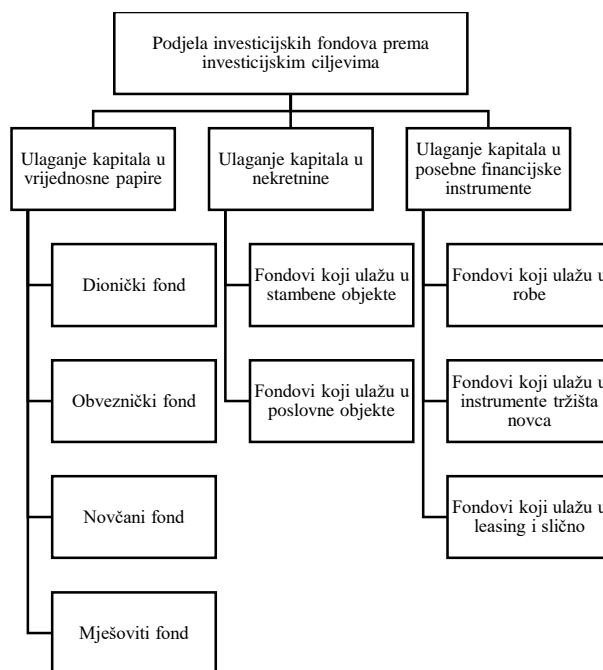 Podjela investicijskih fondova prema
investicijskim ciljevima
Ulaganje kapitala u
vrijednosne papire
Dionički fond
Obveznički fond
Novčani fond
Mješoviti fond
Ulaganje kapitala u
nekretnine
Fondovi koji ulažu u
stambene objekte
Fondovi koji ulažu u
poslovne objekte
Ulaganje kapitala u
posebne financijske
instrumente
Fondovi koji ulažu u
robe
Fondovi koji ulažu u
instrumente tržišta
novca
Fondovi koji ulažu u
leasing i slično